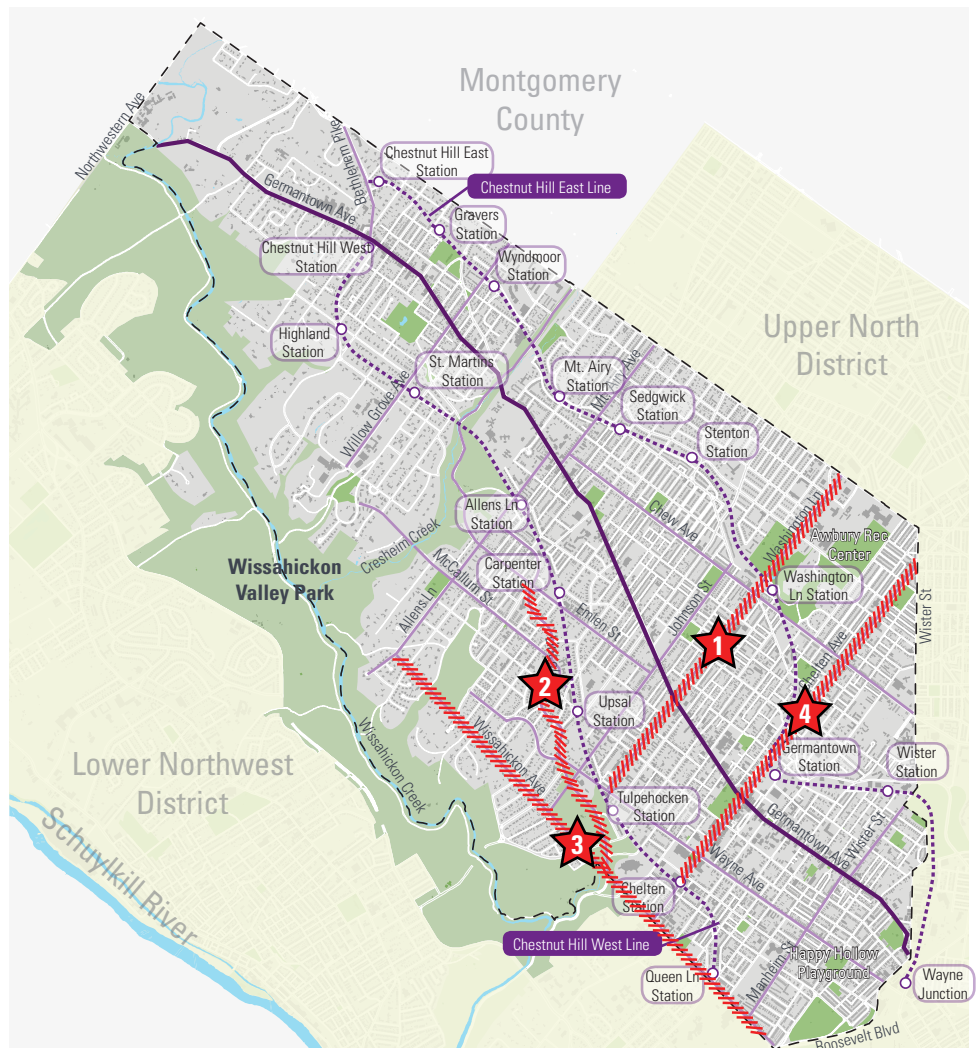 Montgomery
County
Northwestern Ave
Bethlehem Pike
Chestnut Hill East
Station
Chestnut Hill East Line
Germantown Ave
Gravers
Station
Chestnut Hill West
Station
Wyndmoor
Station
Upper North
District
Highland
Station
St. Martins
Station
Mt. Airy
Station
Ave
Sedgwick
Station
Willow Grove Ave
Stenton
Station
Allens Ln
Station
Chew Ave
Washington Ln
Awbury Rec
Center
Cresheim Creek
Wissahickon
Valley Park
McCallum St
Carpenter
Station
Washington
Ln Station
Allens Ln
Emlen St
Johnson St
Wister St
1
2
Chelten Ave
4
Upsal
Station
Wissahickon Ave
Germantown
Station
Wister
Station
Lower Northwest
District
Wissahickon Creek
Tulpehocken
Station
Germantown Ave
Wister St
3
Wayne Ave
Schuylkill River
Chelten
Station
Chestnut Hill West Line
Manheim St
Happy Hollow
Playground
Queen Ln
Station
Wayne
Junction
Roosevelt Blvd